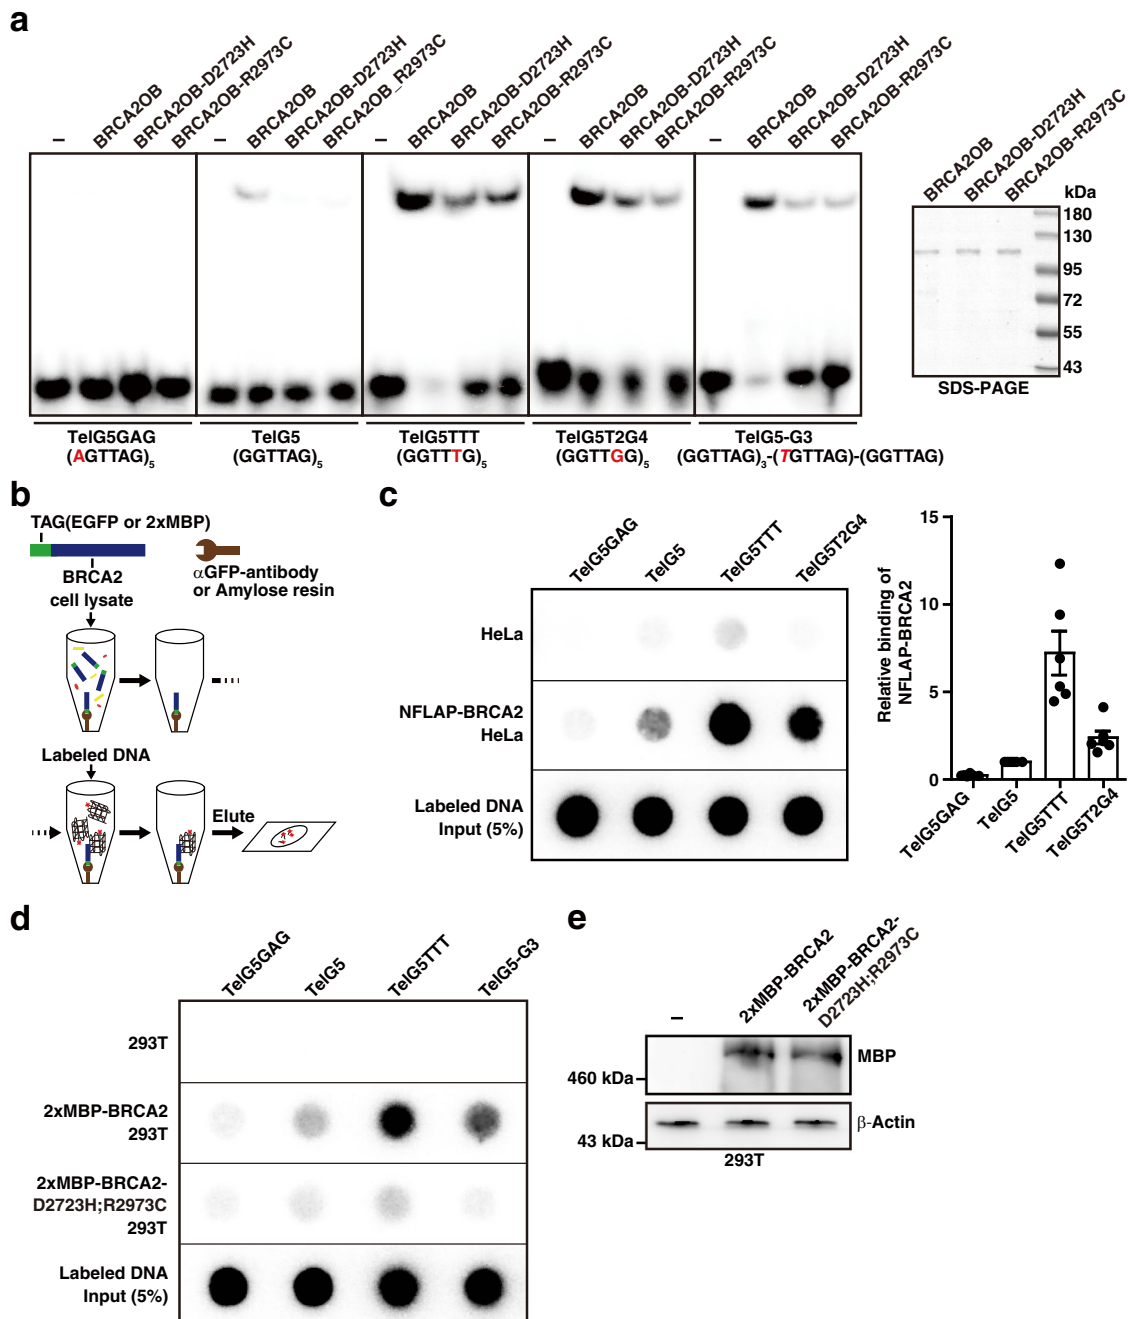 a
–
BRCA2OB
BRCA2OB-D2723H
BRCA2OB-R2973C
–
BRCA2OB
BRCA2OB-D2723H
BRCA2OB_R2973C
–
BRCA2OB
BRCA2OB-D2723H
BRCA2OB-R2973C
–
BRCA2OB
BRCA2OB-D2723H
BRCA2OB-R2973C
–
BRCA2OB
BRCA2OB-D2723H
BRCA2OB-R2973C
TelG5GAG
(AGTTAG)5
TelG5
(GGTTAG)5
TelG5TTT
(GGTTTG)5
TelG5T2G4
(GGTTGG)5
TelG5-G3
(GGTTAG)3-(TGTTAG)-(GGTTAG)
BRCA2OB
BRCA2OB-D2723H
BRCA2OB-R2973C
kDa
180
130
95
72
55
43
SDS-PAGE
b
TAG(EGFP or 2xMBP)
BRCA2
cell lysate
αGFP-antibody
or Amylose resin
Labeled DNA
Elute
c
TelG5GAG
TelG5
TelG5TTT
TelG5T2G4
HeLa
NFLAP-BRCA2
HeLa
Labeled DNA
Input (5%)
Relative binding of
NFLAP-BRCA2
15
10
5
0
TelG5GAG
TelG5
TelG5TTT
TelG5T2G4
d
TelG5GAG
TelG5
TelG5TTT
TelG5-G3
293T
2xMBP-BRCA2
293T
2xMBP-BRCA2-
D2723H;R2973C
293T
Labeled DNA
Input (5%)
e
–
2xMBP-BRCA2
2xMBP-BRCA2-
D2723H;R2973C
MBP
460 kDa
β-Actin
43 kDa
293T